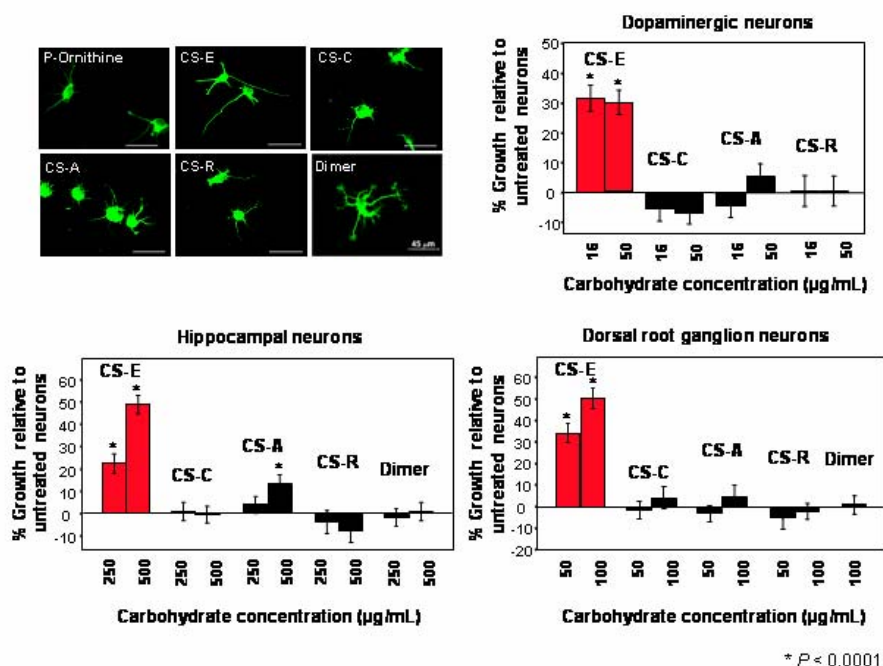 P-Ornithine
CS-E
CS-C
CS-A
CS-R
Dimer
45 µm
Dopaminergic neurons
% Growth relative to
untreated neurons
50
40
30
20
10
0
-10
CS-E
* *
CS-C
CS-A
CS-R
16 50 16 50 16 50 16 50
Carbohydrate concentration (µg/mL)
Hippocampal neurons
% Growth relative to
untreated neurons
60
50
40
30
20
10
0
-10
CS-E
* *
CS-C
CS-A
*
CS-R
Dimer
250 500 250 500 250 500 250 500 250 500
Carbohydrate concentration (µg/mL)
Dorsal root ganglion neurons
% Growth relative to
untreated neurons
60
50
40
30
20
10
0
-10
-20
CS-E
* *
CS-C
CS-A
CS-R
Dimer
50 100 50 100 50 100 50 100 100
Carbohydrate concentration (µg/mL)
* P < 0.0001